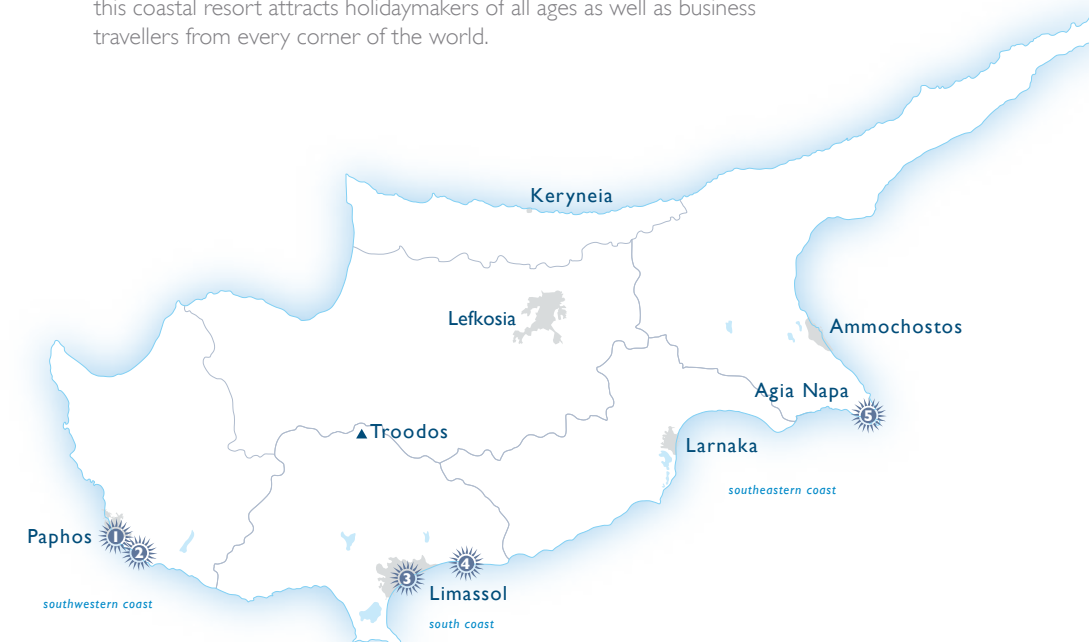 this coastal resort attracts holidaymakers of all ages as well as business
travellers from every corner of the world.
Keryneia
Lefkosia
Ammochostos
Agia Napa
5
Troodos
Larnaka
southeastern coast
Paphos
1
2
4
3
Limassol
southwestern coast
south coast